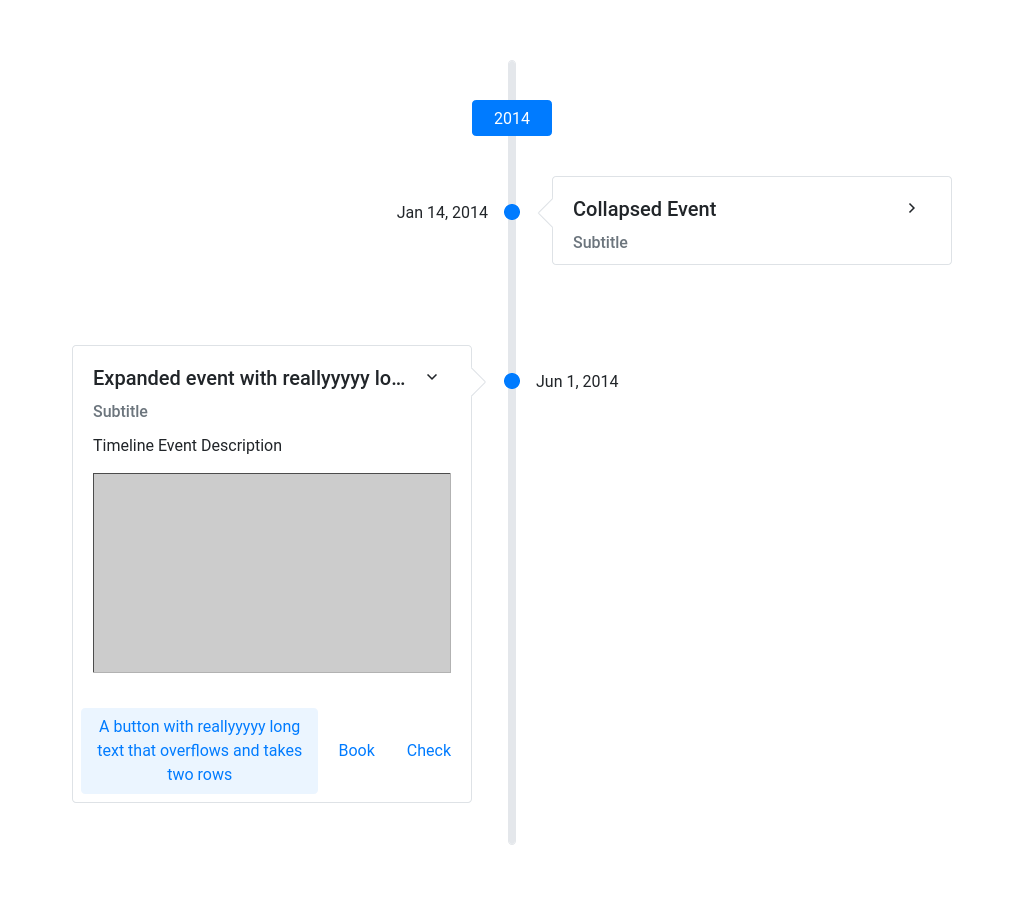 2014
Jan 14, 2014
Collapsed Event
Subtitle
Expanded event with reallyyyyy lo...
Jun 1, 2014
Subtitle
Timeline Event Description
A button with reallyyyyy long
text that overflows and takes
two rows
Book
Check